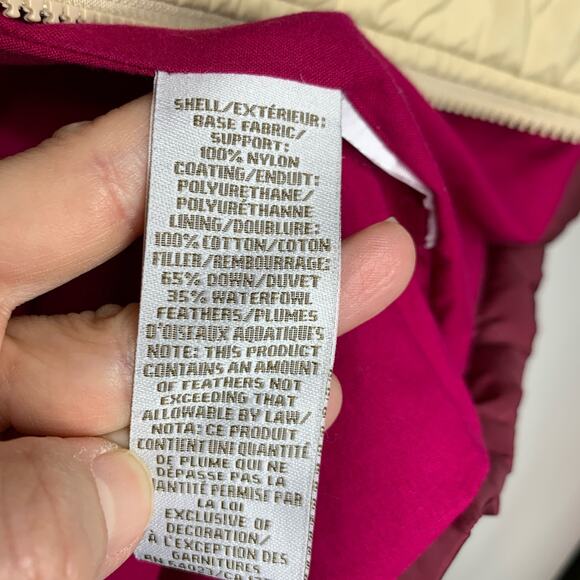 SHELL/EXTÉRIEUR:
BASE FABRIC/
SUPPORT:
100% NYLON
COATING/ENDUIT:
POLYURETHANE/
POLYURÉTHANNE
LINING/DOUBLURE:
100% COTTON/COTON
FILLER/REMBOURRAGE:
65% DOWN/DUVET
35% WATERFOWL
FEATHERS/PLUMES
D'OISEAUX AQUATIQUES
NOTE: THIS PRODUCT
CONTAINS AN AMOUNT
OF FEATHERS NOT
EXCEEDING THAT
ALLOWABLE BY LAW/
NOTA: CE PRODUIT
CONTIENT UNE QUANTITÉ
DE PLUME QUI NE
DÉPASSE PAS LA
QUANTITÉ PERMISE PAR
LA LOI
EXCLUSIVE OF
DECORATION/
À L'EXCEPTION DES
GARNITURES